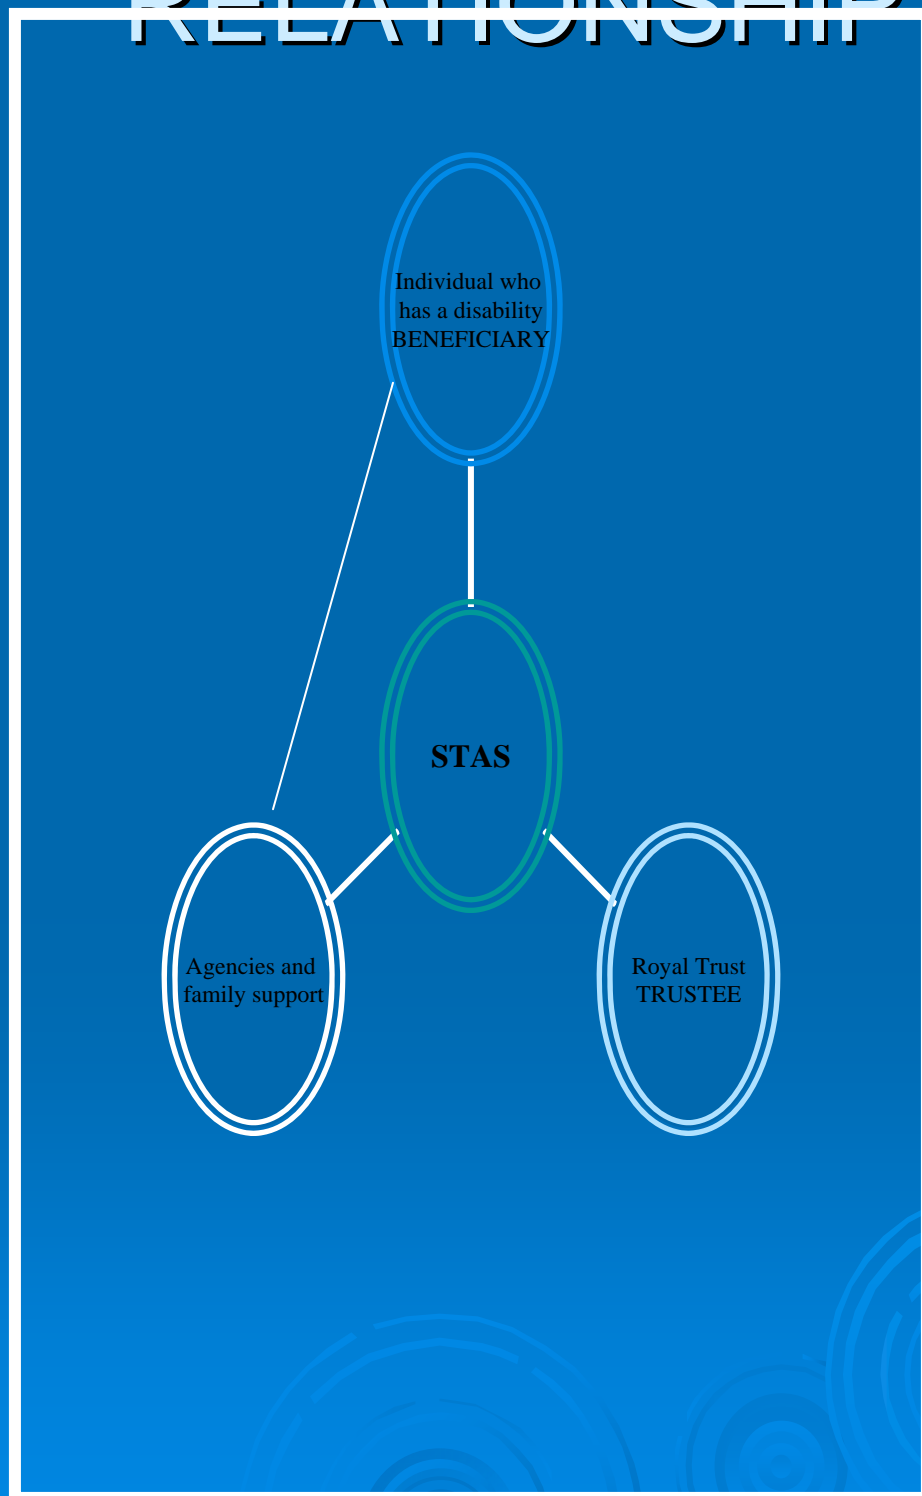 RELATIONSHIP
Individual who
has a disability
BENEFICIARY
STAS
Agencies and
family support
Royal Trust
TRUSTEE